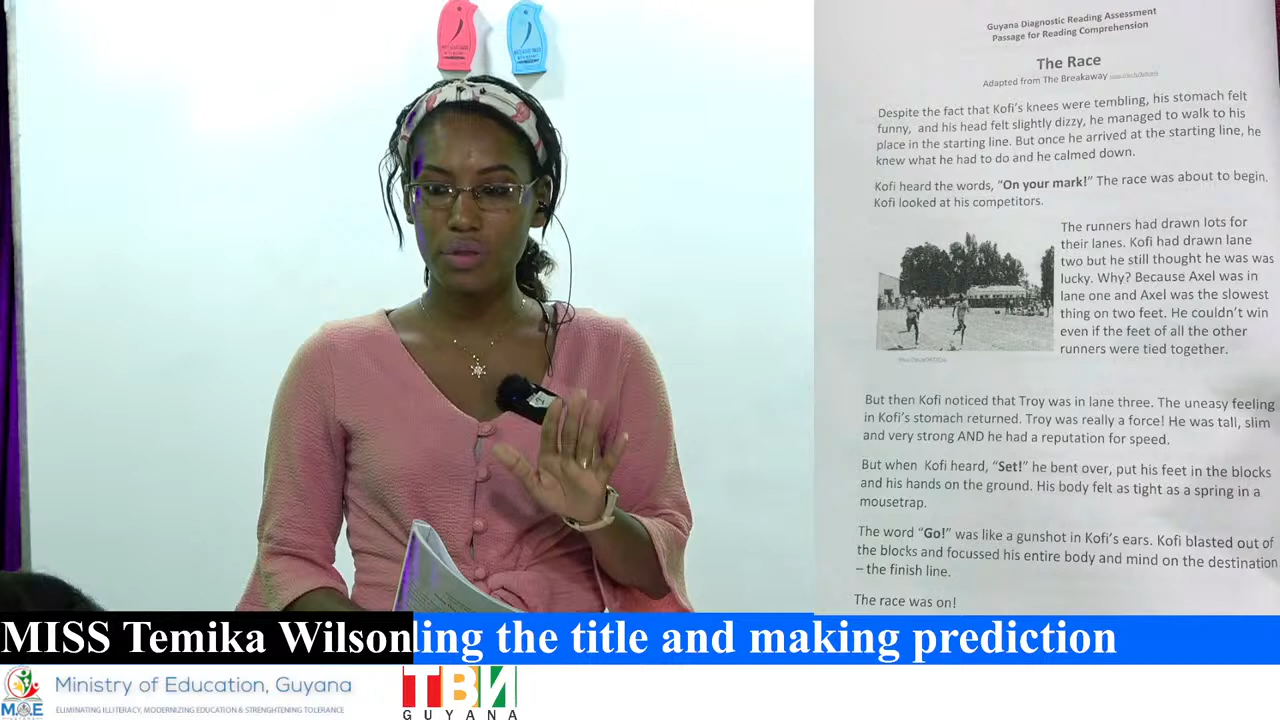 Guyana Diagnostic Reading Assessment
Passage for Reading Comprehension
The Race
Adapted from The Breakaway
Despite the fact that Kofi's knees were tembling, his stomach felt
funny, and his head felt slightly dizzy, he managed to walk to his
place in the starting line. But once he arrived at the starting line, he
knew what he had to do and he calmed down.
Kofi heard the words, "On your mark!" The race was about to begin.
Kofi looked at his competitors.
The runners had drawn lots for
their lanes. Kofi had drawn lane
two but he still thought he was was
lucky. Why? Because Axel was in
lane one and Axel was the slowest
thing on two feet. He couldn't win
even if the feet of all the other
runners were tied together.
But then Kofi noticed that Troy was in lane three. The uneasy feeling
in Kofi's stomach returned. Troy was really a force! He was tall, slim
and very strong AND he had a reputation for speed.
But when Kofi heard, "Set!" he bent over, put his feet in the blocks
and his hands on the ground. His body felt as tight as a spring in a
mousetrap.
The word "Go!" was like a gunshot in Kofi's ears. Kofi blasted out of
the blocks and focussed his entire body and mind on the destination
– the finish line.
The race was on!
MISS Temika Wilson
ling the title and making prediction
Ministry of Education, Guyana
ELIMINATING ILLITERACY, MODERNIZING EDUCATION & STRENGHTENING TOLERANCE
M.O.E
TBN
GUYANA